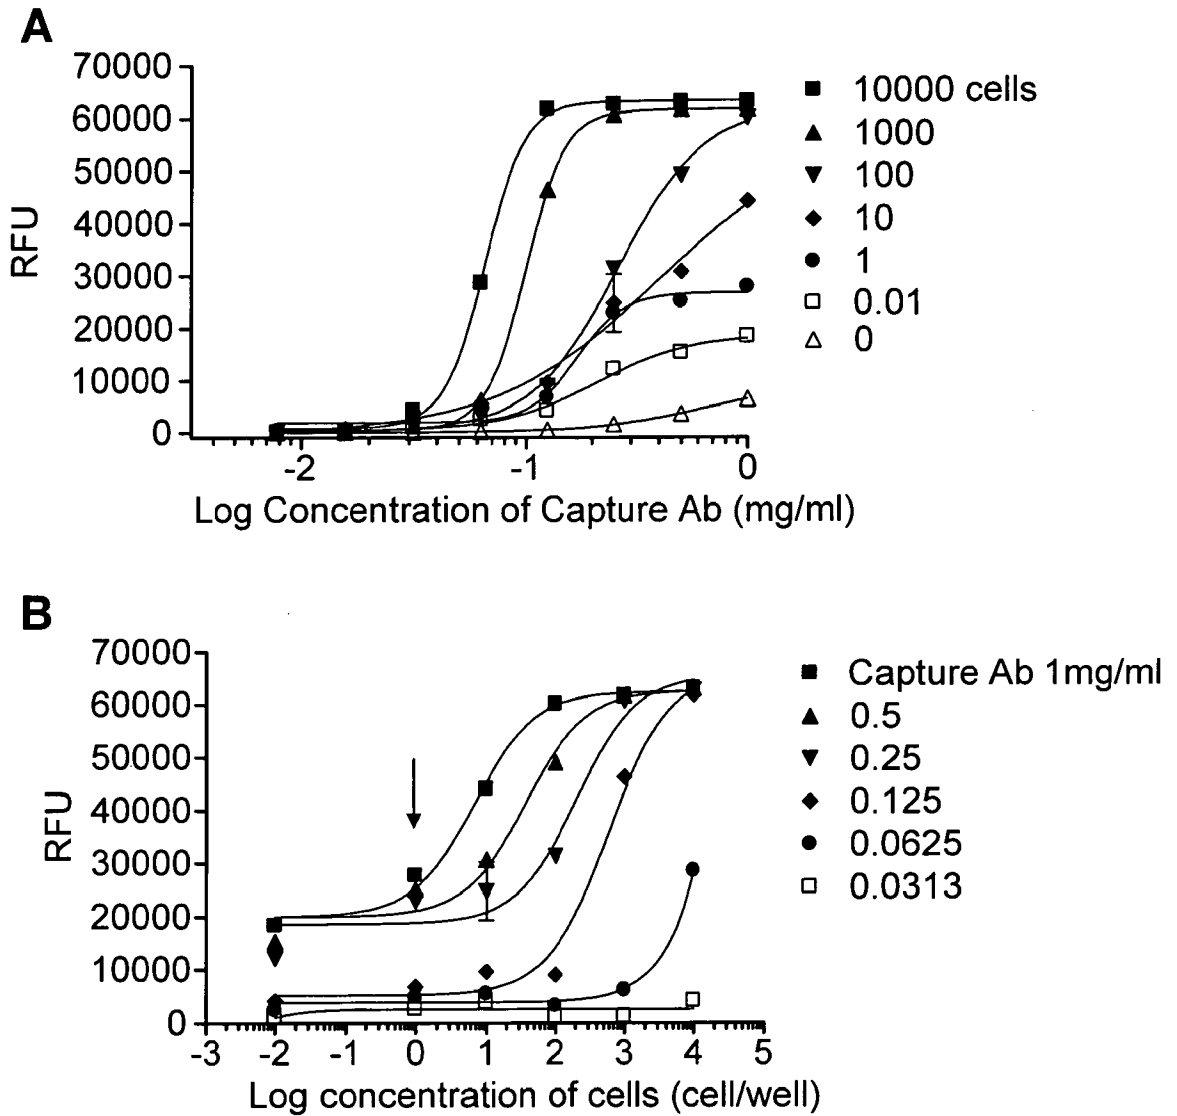 A
70000
60000
50000
40000
30000
20000
10000
0
RFU
-2 -1 0
Log Concentration of Capture Ab (mg/ml)
10000 cells
1000
100
10
1
0.01
0
B
70000
60000
50000
40000
30000
20000
10000
0
RFU
-3 -2 -1 0 1 2 3 4 5
Log concentration of cells (cell/well)
Capture Ab 1mg/ml
0.5
0.25
0.125
0.0625
0.0313